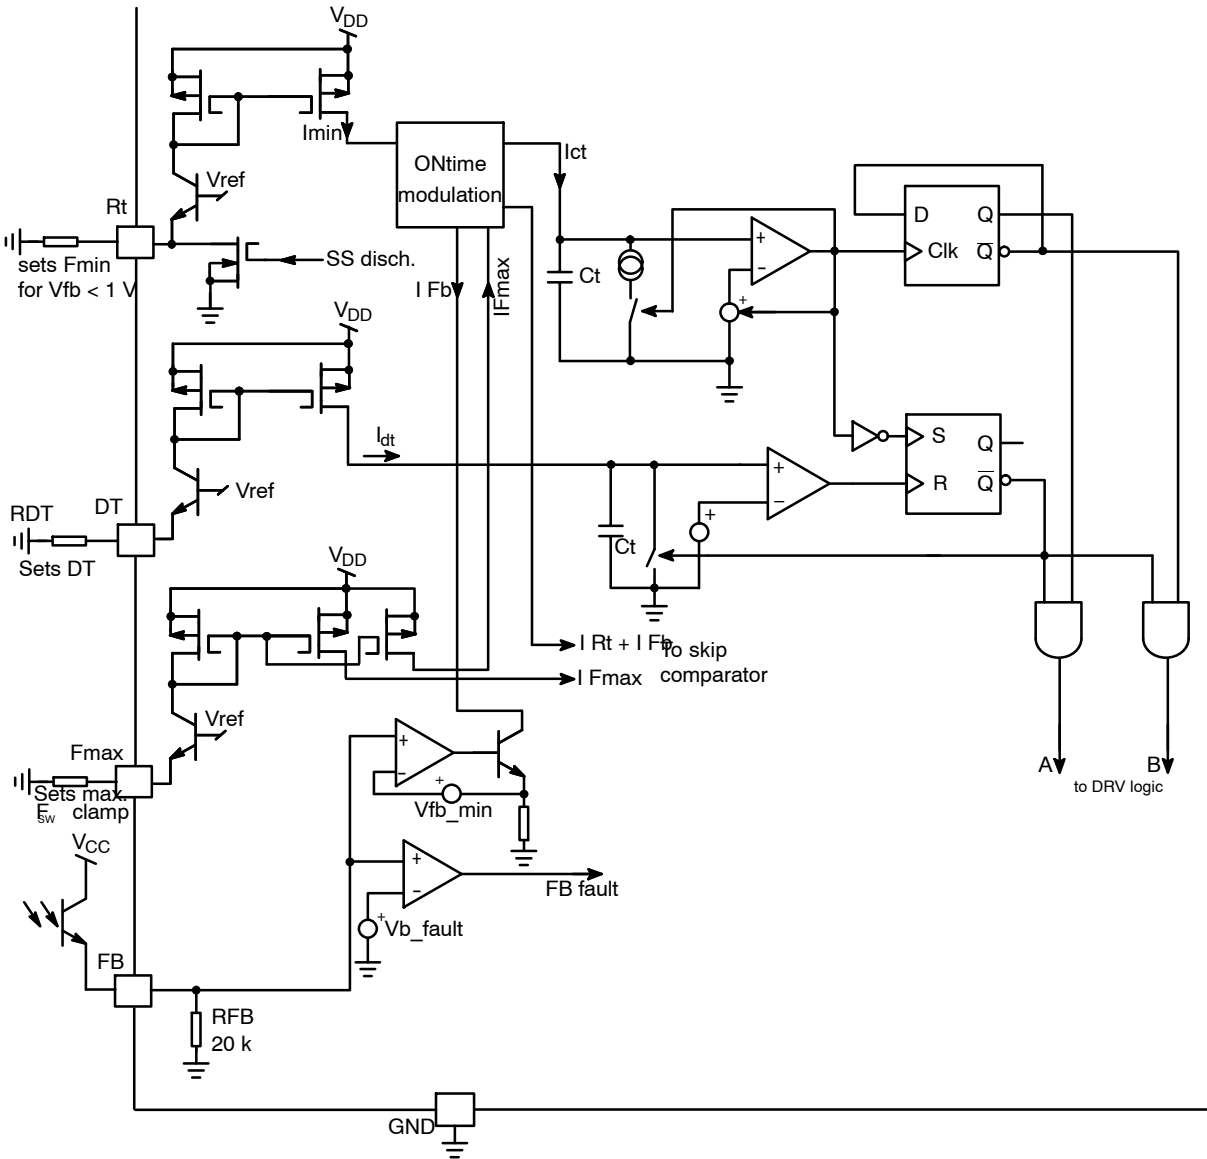 VDD
Imin
Vref
Rt
sets Fmin
for Vfb < 1 V
SS disch.
ONtime
modulation
Ict
I Fb
IFmax
Ct
+
−
+
D
Q
Clk
Q
VDD
Idt
Vref
RDT
DT
Sets DT
+
−
+
Ct
S
Q
R
Q
VDD
I Rt + I Fb
To skip
comparator
I Fmax
Vref
Fmax
Sets max.
Fsw clamp
+
−
+
Vfb_min
A
B
to DRV logic
VCC
+
−
FB fault
+
Vb_fault
FB
RFB
20 k
GND